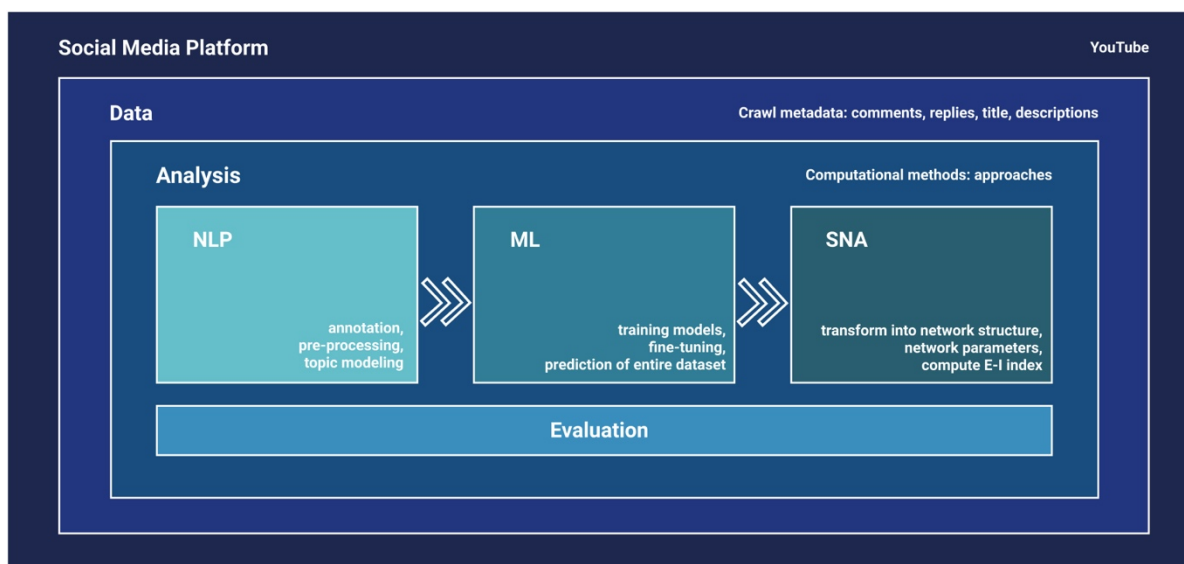 Social Media Platform
YouTube
Data
Crawl metadata: comments, replies, title, descriptions
Analysis
Computational methods: approaches
NLP
annotation,
pre-processing,
topic modeling
ML
training models,
fine-tuning,
prediction of entire dataset
SNA
transform into network structure,
network parameters,
compute E-I index
Evaluation